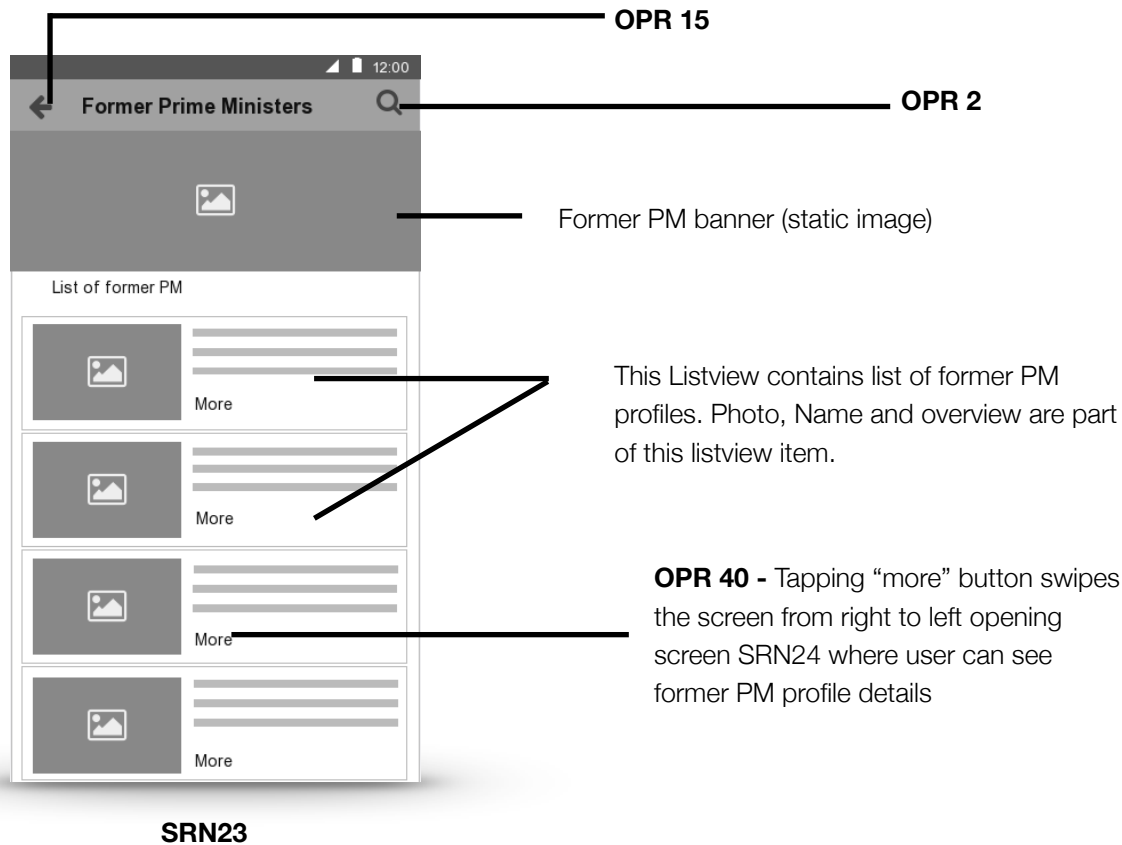 OPR 15
12:00
Former Prime Ministers
OPR 2
Former PM banner (static image)
List of former PM
This Listview contains list of former PM
profiles. Photo, Name and overview are part
of this listview item.
More
More
OPR 40 - Tapping “more” button swipes
the screen from right to left opening
screen SRN24 where user can see
former PM profile details
More
More
SRN23